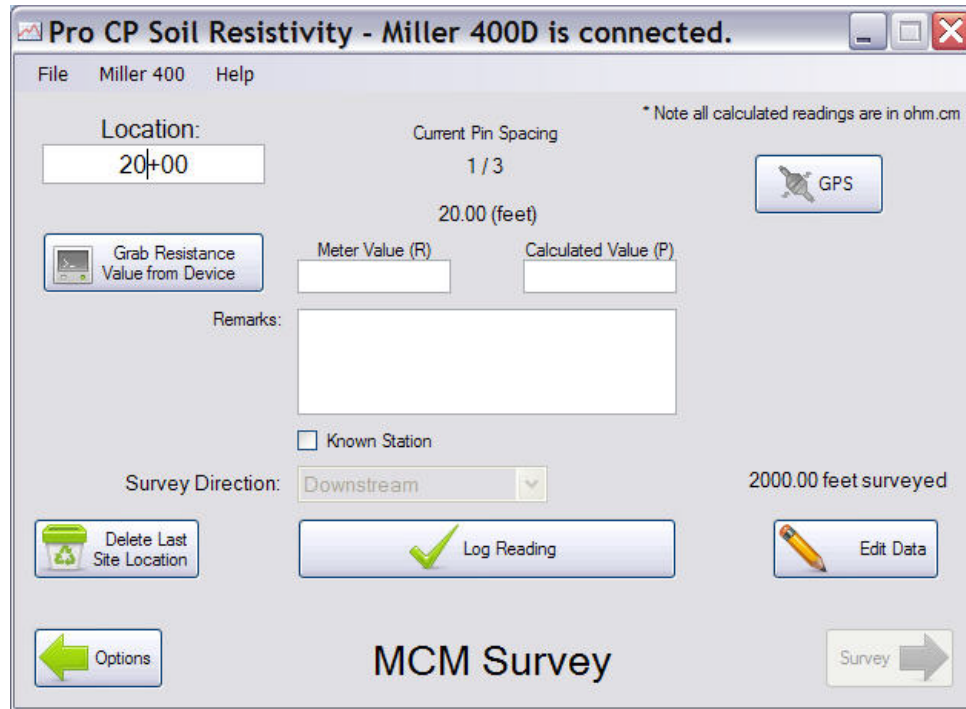 Pro CP Soil Resistivity - Miller 400D is connected.
File Miller 400 Help
* Note all calculated readings are in ohm.cm
Location:
20+00
Current Pin Spacing
1 / 3
20.00 (feet)
GPS
Grab Resistance
Value from Device
Meter Value (R)
Calculated Value (P)
Remarks:
Known Station
Survey Direction:
Downstream
2000.00 feet surveyed
Delete Last
Site Location
Log Reading
Edit Data
Options
MCM Survey
Survey